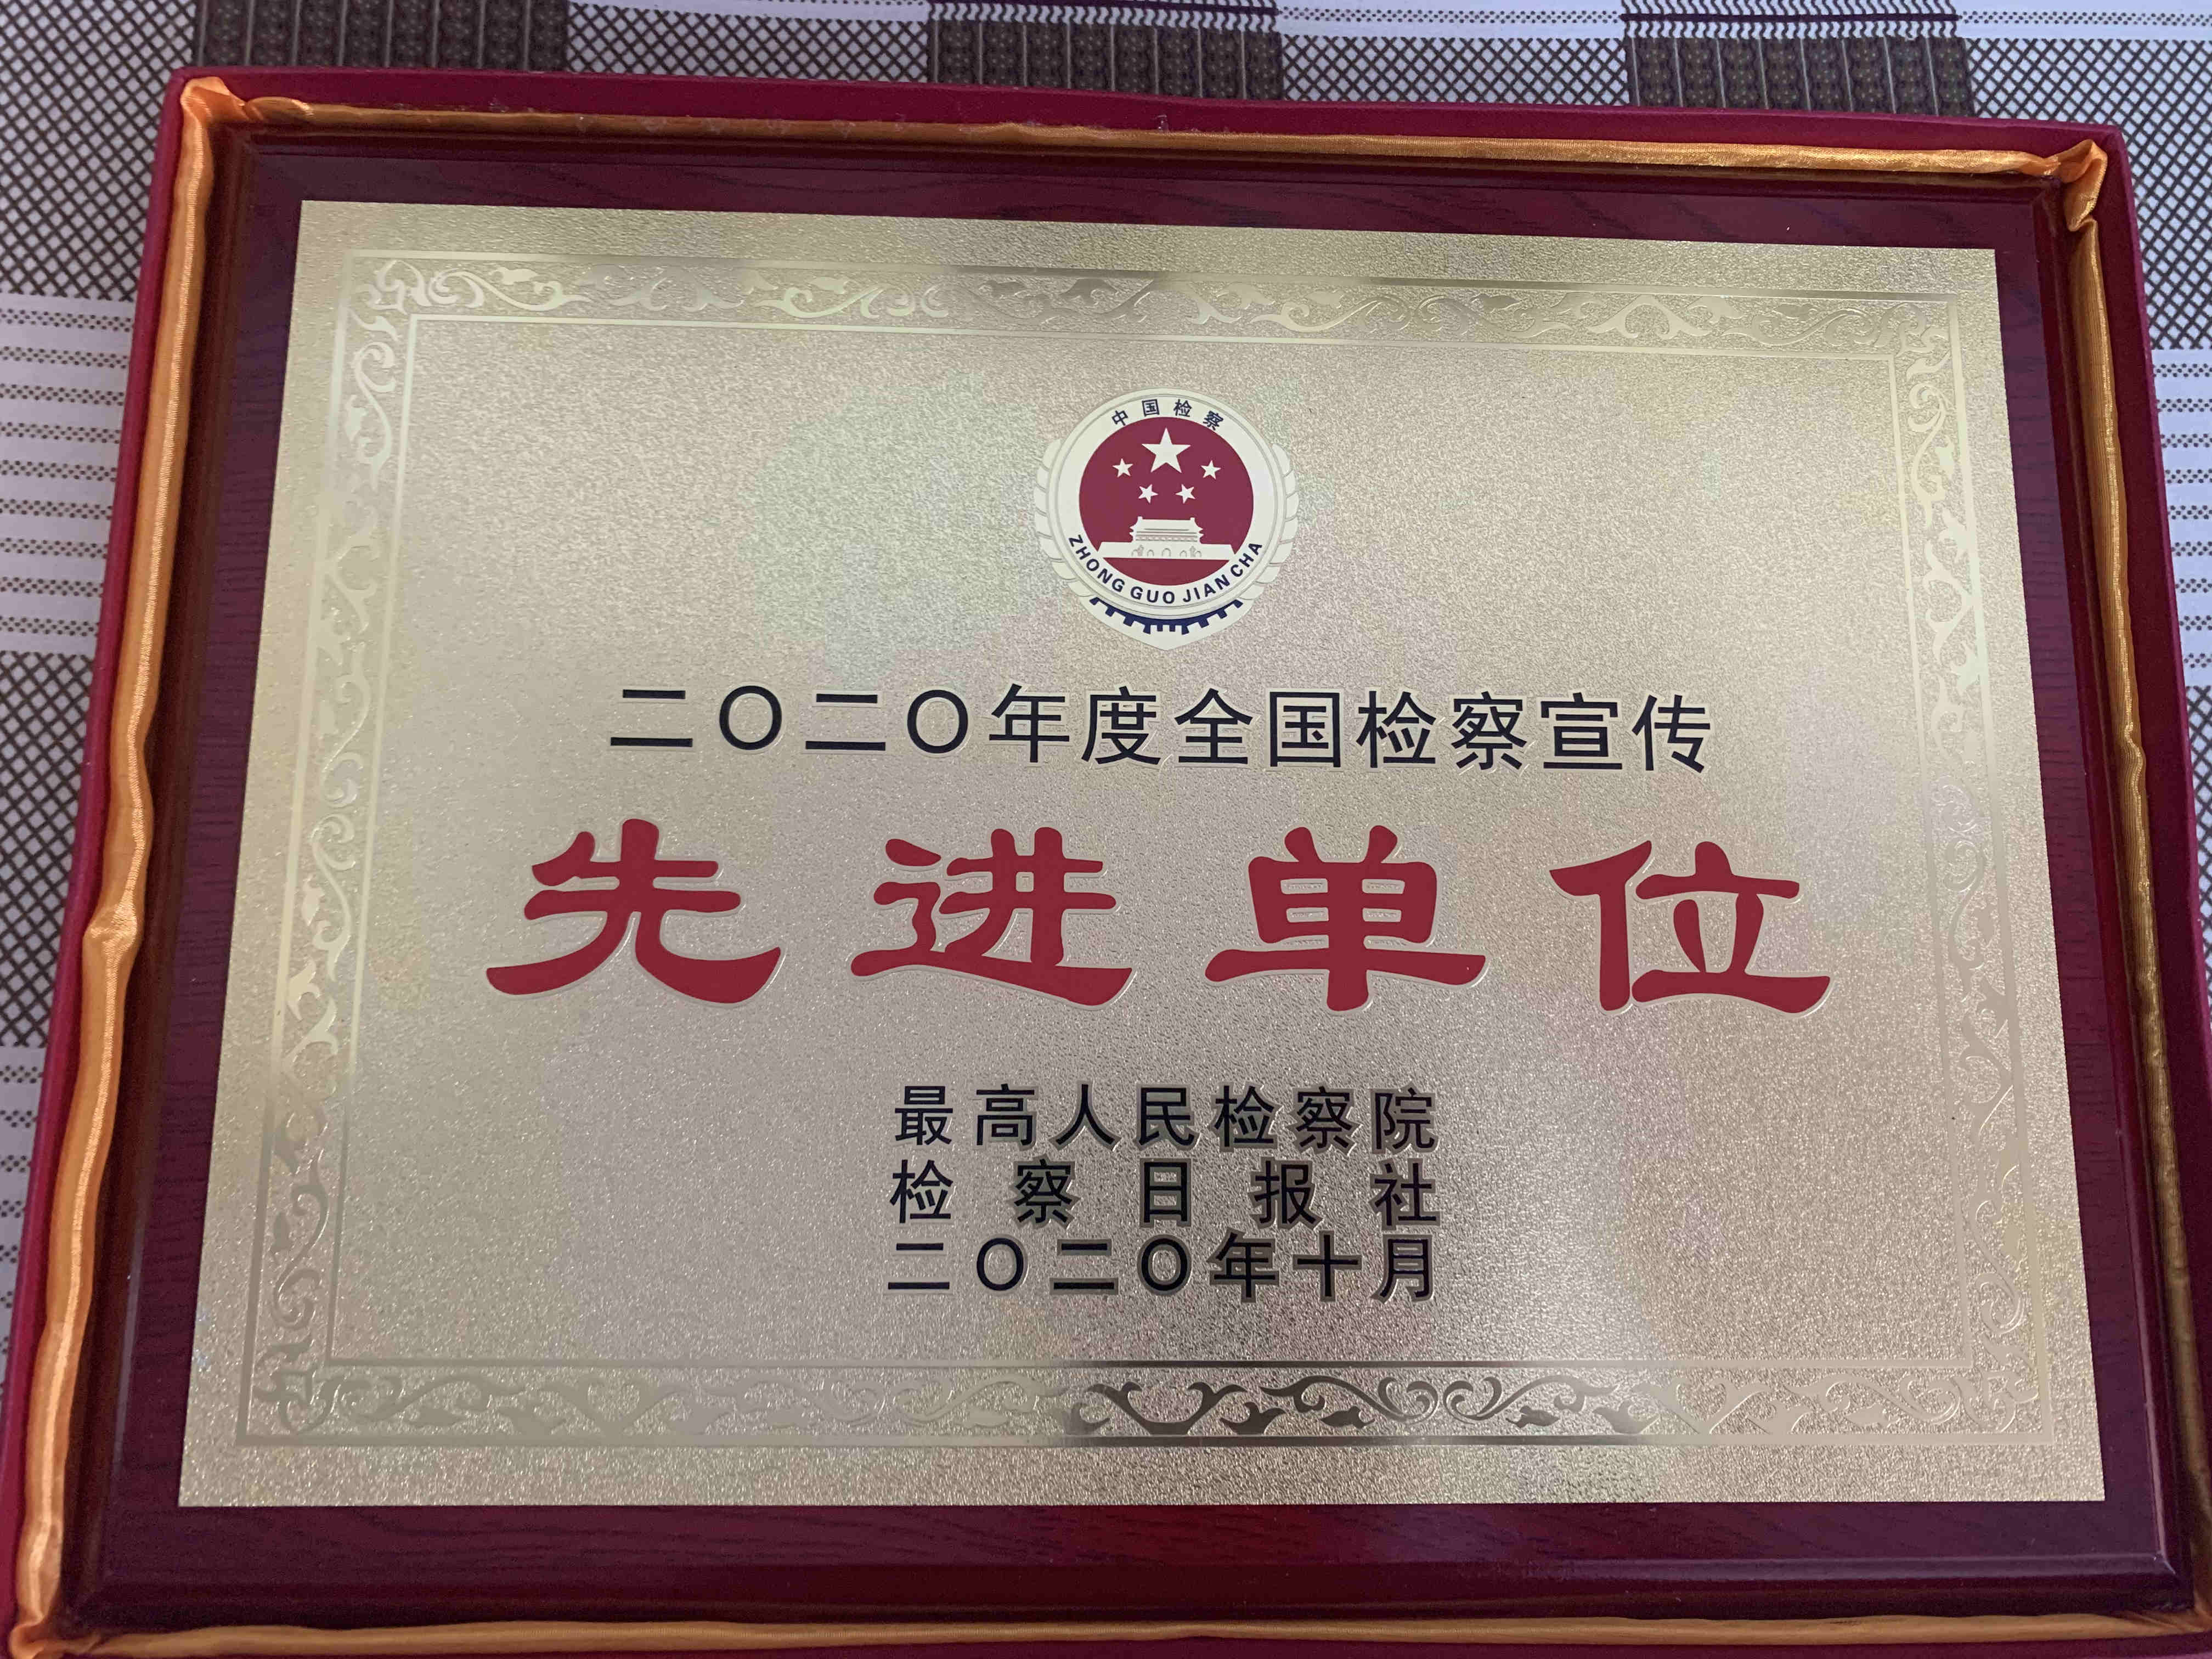 中国检察
ZHONG GUO JIAN CHA
二〇二〇年度全国检察宣传
先进单位
最高人民检察院
检察日报社
二〇二〇年十月